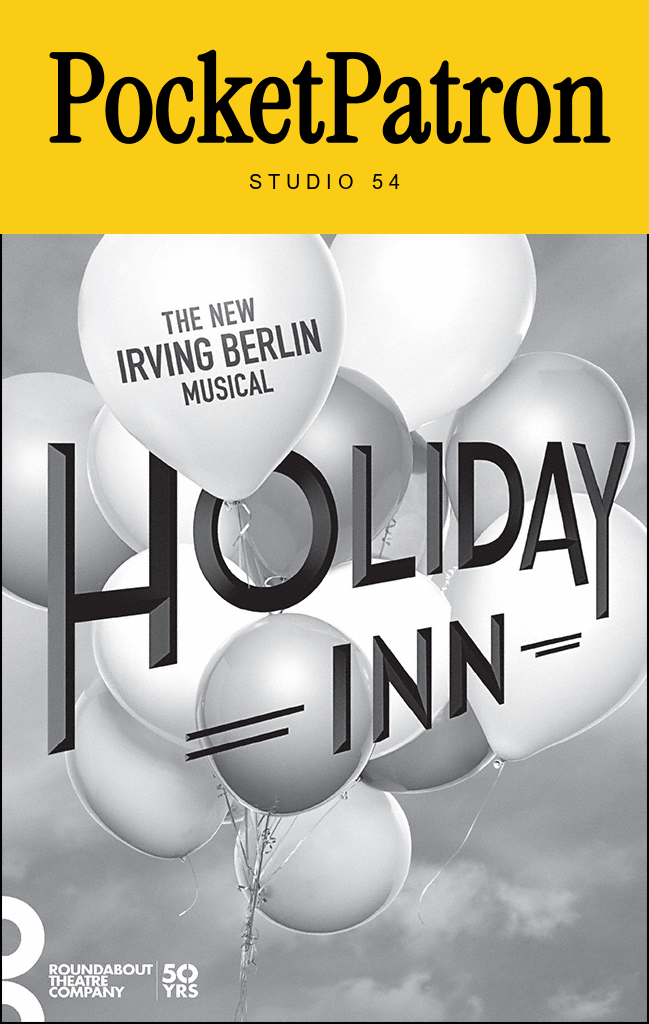 PocketPatron
STUDIO 54
THE NEW
IRVING BERLIN
MUSICAL
HOLIDAY
INN
ROUNDABOUT
THEATRE
COMPANY
50
YRS